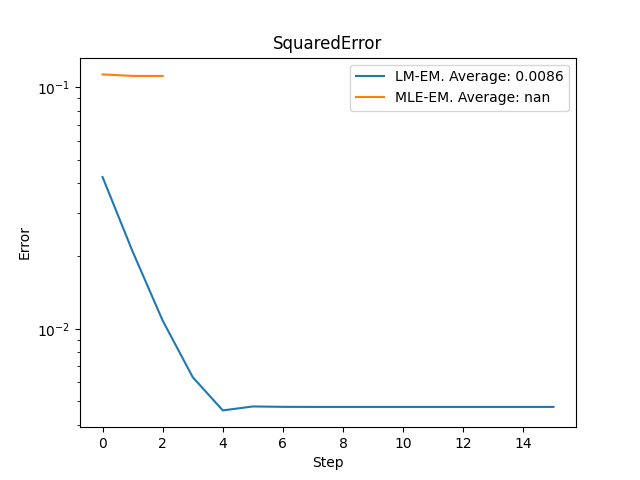 SquaredError
LM-EM. Average: 0.0086
MLE-EM. Average: nan
10⁻¹
10⁻²
Error
0 2 4 6 8 10 12 14
Step